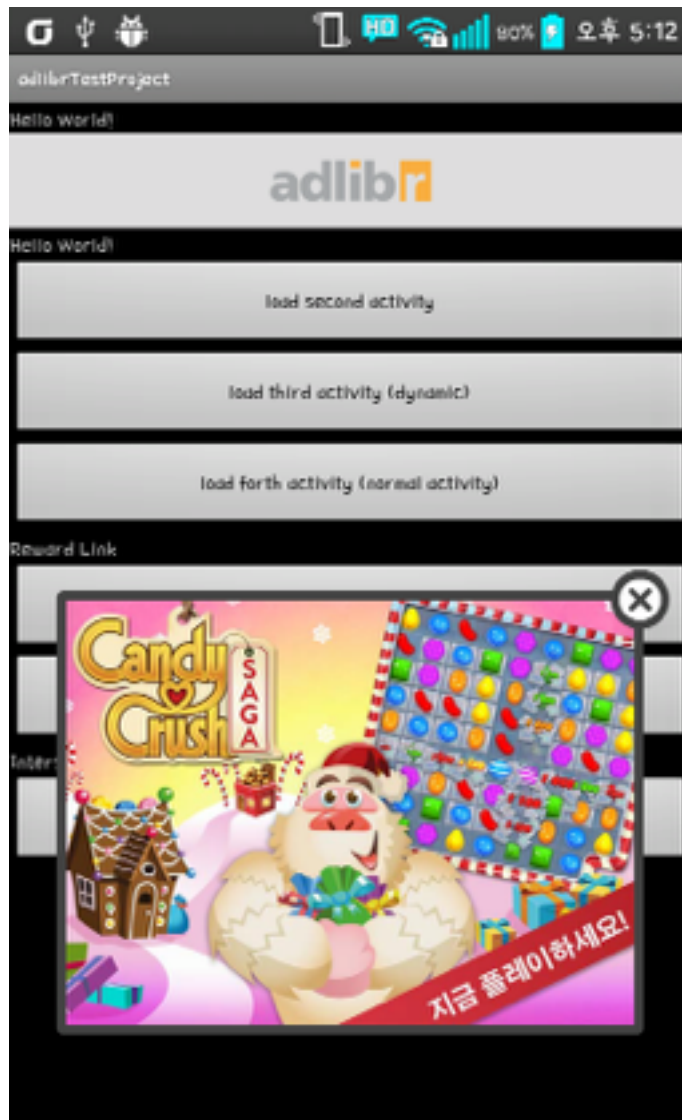 80% 오후 5:12
adlibrTestProject
Hello World!
adlibr
Hello World!
load second activity
load third activity (dynamic)
load forth activity (normal activity)
Reward Link
Inters
Candy
Crush
SAGA
지금 플레이하세요!